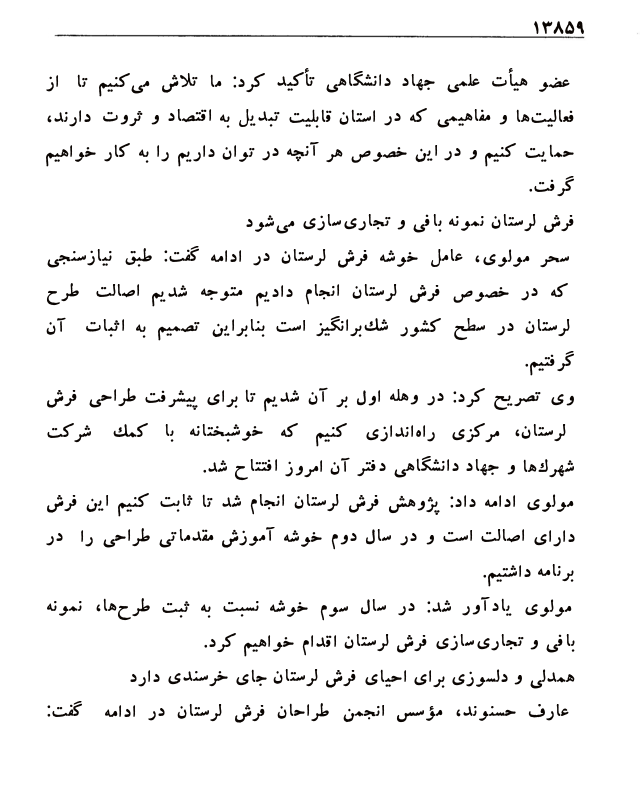 ۱۳۸۵۹
عضو هیأت علمی جهاد دانشگاهی تأکید کرد: ما تلاش می‌کنیم تا از
فعالیت‌ها و مفاهیمی که در استان قابلیت تبدیل به اقتصاد و ثروت دارند،
حمایت کنیم و در این خصوص هر آنچه در توان داریم را به کار خواهیم
گرفت.
فرش لرستان نمونه بافی و تجاری‌سازی می‌شود
سحر مولوی، عامل خوشه فرش لرستان در ادامه گفت: طبق نیازسنجی
که در خصوص فرش لرستان انجام دادیم متوجه شدیم اصالت طرح
لرستان در سطح کشور شك‌برانگیز است بنابراین تصمیم به اثبات آن
گرفتیم.
وی تصریح کرد: در وهله اول بر آن شدیم تا برای پیشرفت طراحی فرش
لرستان، مرکزی راه‌اندازی کنیم که خوشبختانه با کمك شرکت
شهرك‌ها و جهاد دانشگاهی دفتر آن امروز افتتاح شد.
مولوی ادامه داد: پژوهش فرش لرستان انجام شد تا ثابت کنیم این فرش
دارای اصالت است و در سال دوم خوشه آموزش مقدماتی طراحی را در
برنامه داشتیم.
مولوی یادآور شد: در سال سوم خوشه نسبت به ثبت طرح‌ها، نمونه
بافی و تجاری‌سازی فرش لرستان اقدام خواهیم کرد.
همدلی و دلسوزی برای احیای فرش لرستان جای خرسندی دارد
عارف حسنوند، مؤسس انجمن طراحان فرش لرستان در ادامه گفت: